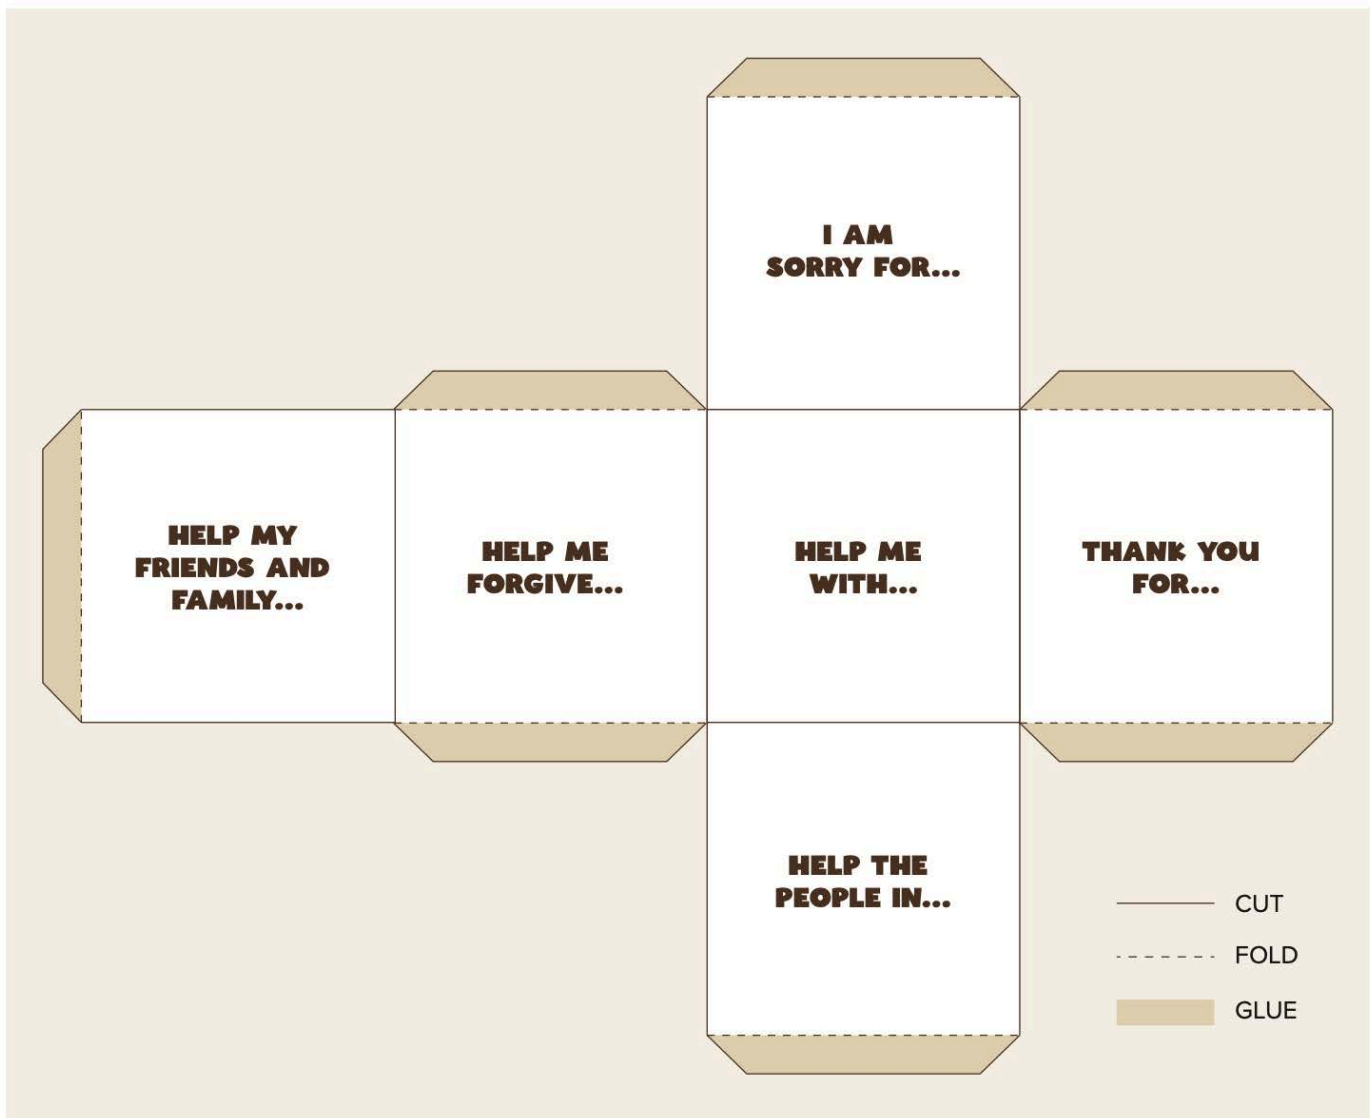 I AM
SORRY FOR...
HELP MY
FRIENDS AND
FAMILY...
HELP ME
FORGIVE...
HELP ME
WITH...
THANK YOU
FOR...
HELP THE
PEOPLE IN...
CUT
FOLD
GLUE